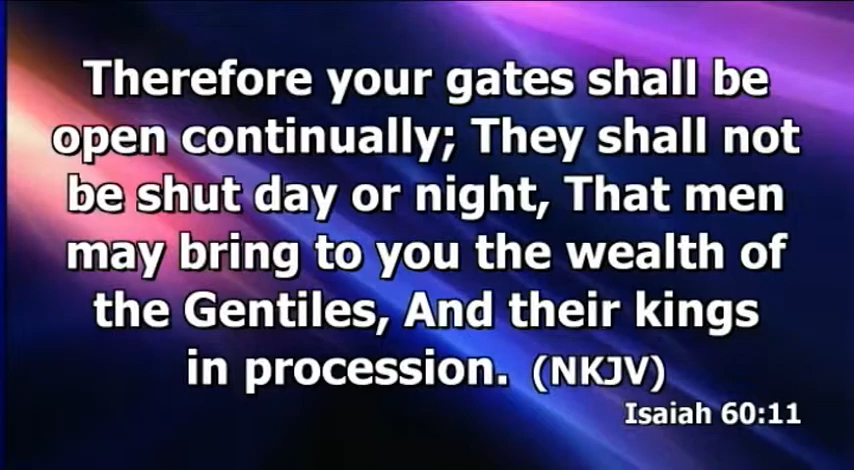 Therefore your gates shall be
open continually; They shall not
be shut day or night, That men
may bring to you the wealth of
the Gentiles, And their kings
in procession. (NKJV)
Isaiah 60:11